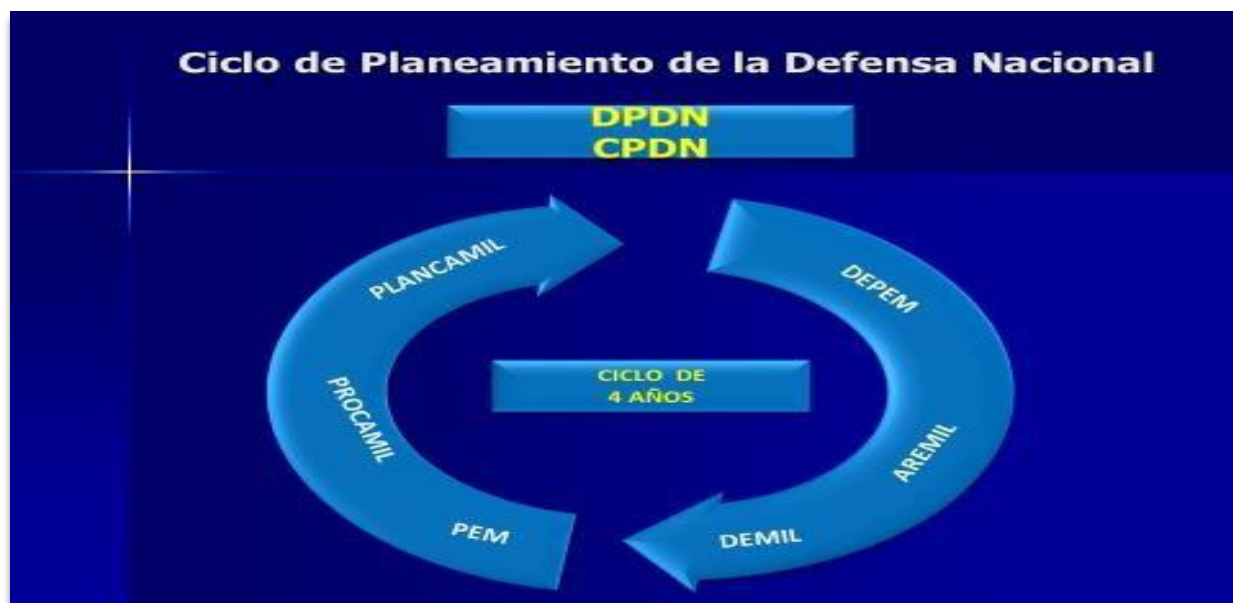 Ciclo de Planeamiento de la Defensa Nacional
DPDN
CPDN
DEPEM
AREMIL
DEMIL
PEM
PROCAMIL
PLANCAMIL
CICLO DE
4 AÑOS